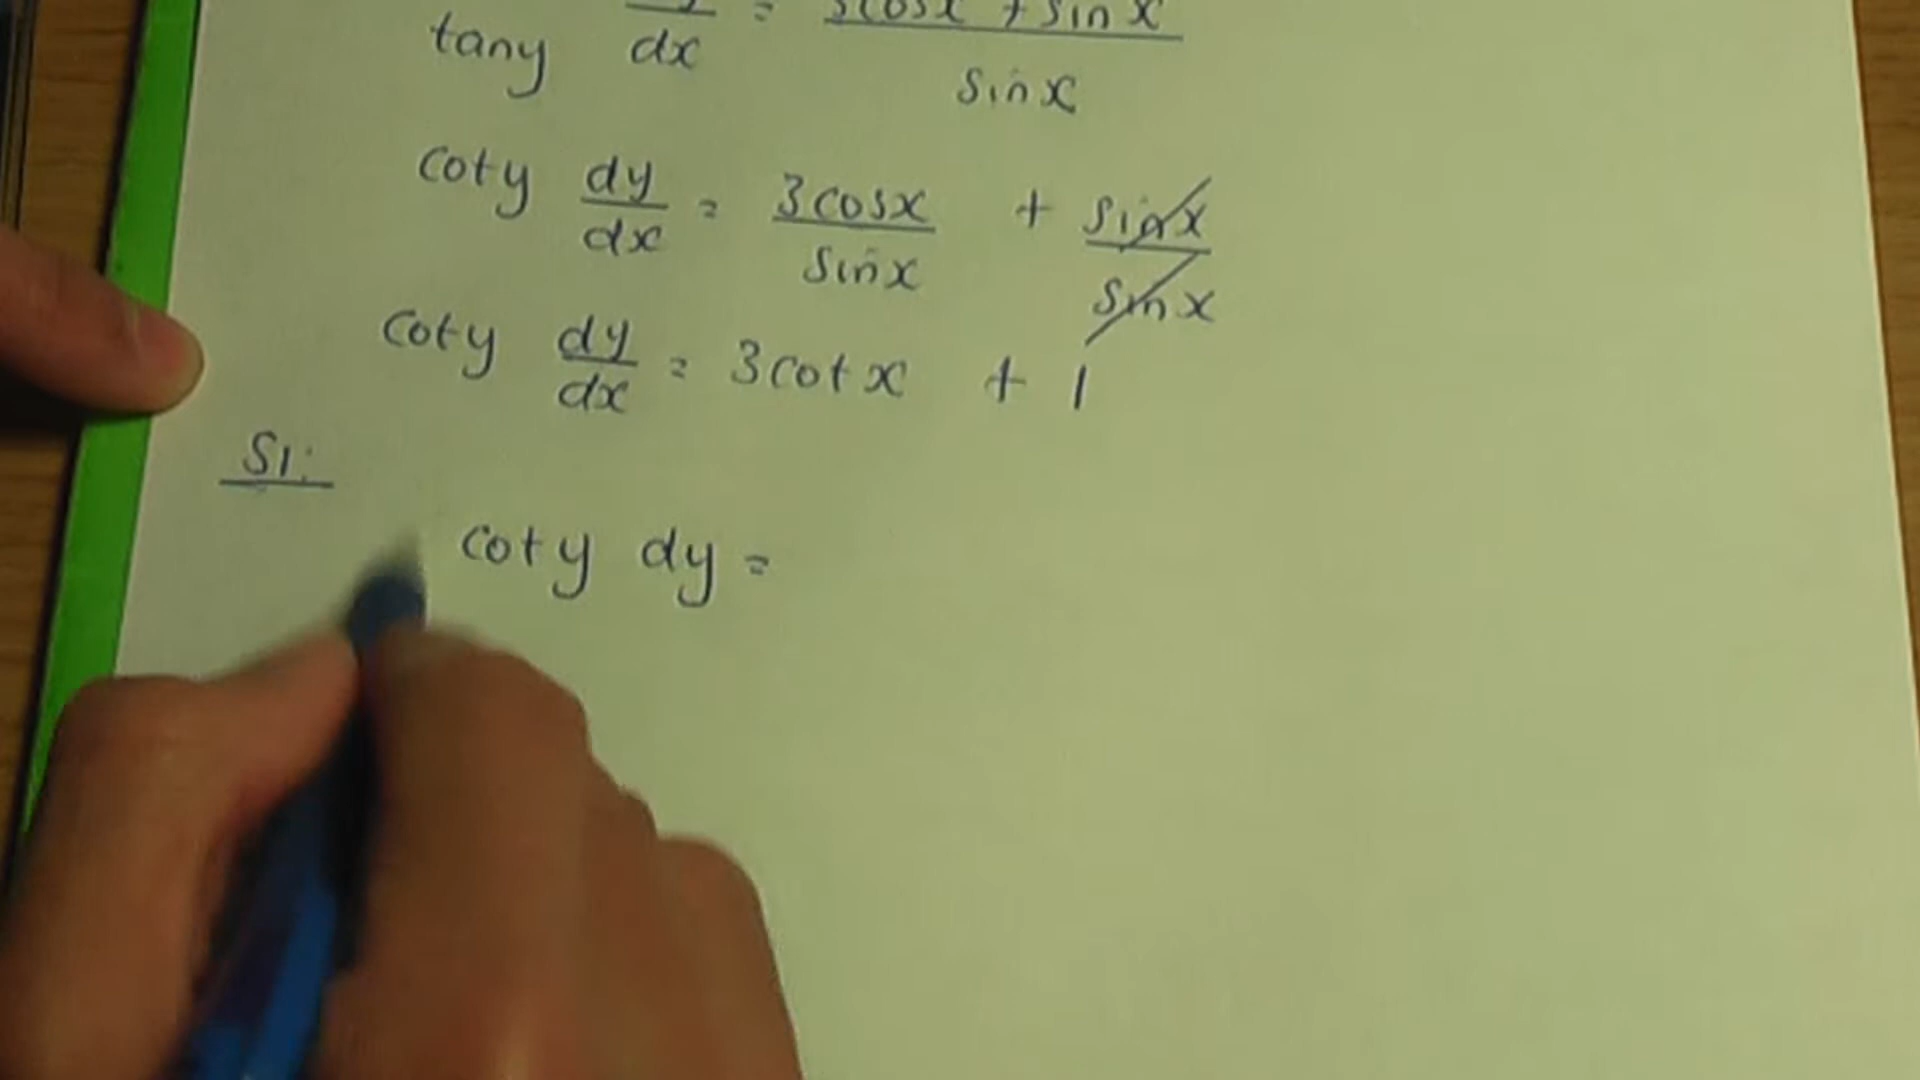 tany dx = 3cosx + sinx
sinx
coty dy/dx = 3cosx/sinx + sinx/sinx
coty dy/dx = 3cotx + 1
S1:
coty dy =